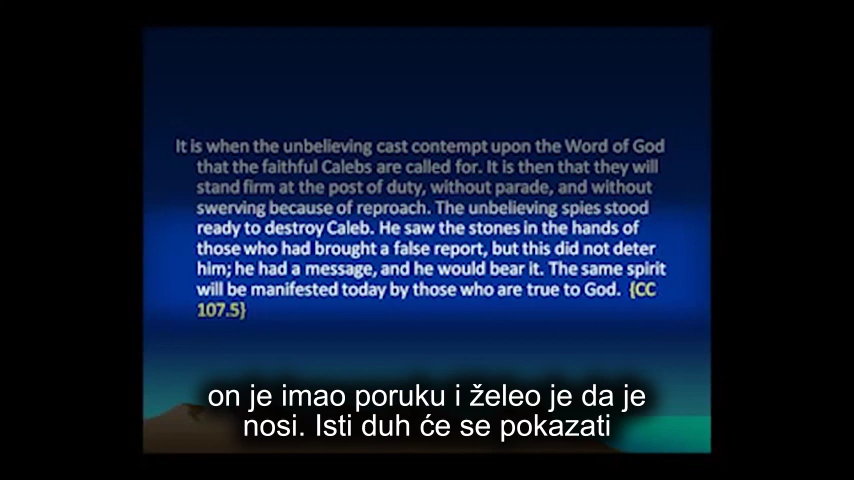 It is when the unbelieving cast contempt upon the Word of God
that the faithful Calebs are called for. It is then that they will
stand firm at the post of duty, without parade, and without
swerving because of reproach. The unbelieving spies stood
ready to destroy Caleb. He saw the stones in the hands of
those who had brought a false report, but this did not deter
him; he had a message, and he would bear it. The same spirit
will be manifested today by those who are true to God.  {CC
107.5}
on je imao poruku i želeo je da je
nosi. Isti duh će se pokazati